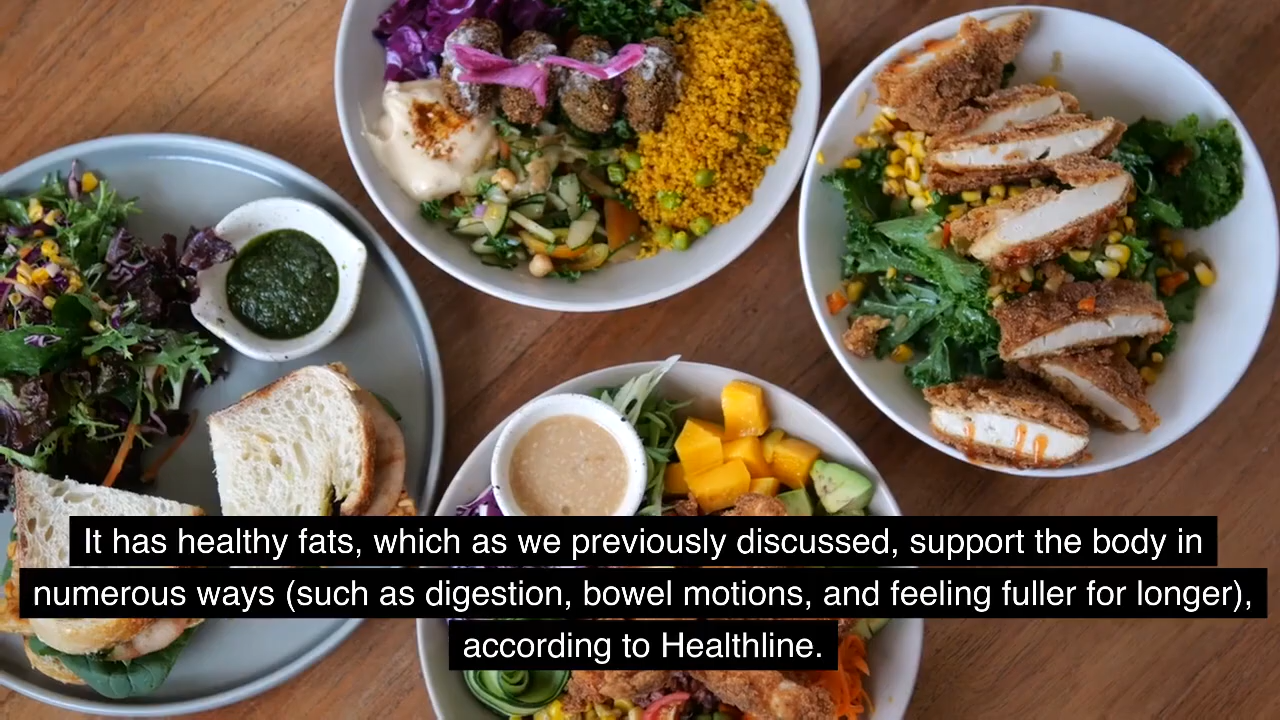 It has healthy fats, which as we previously discussed, support the body in
numerous ways (such as digestion, bowel motions, and feeling fuller for longer),
according to Healthline.